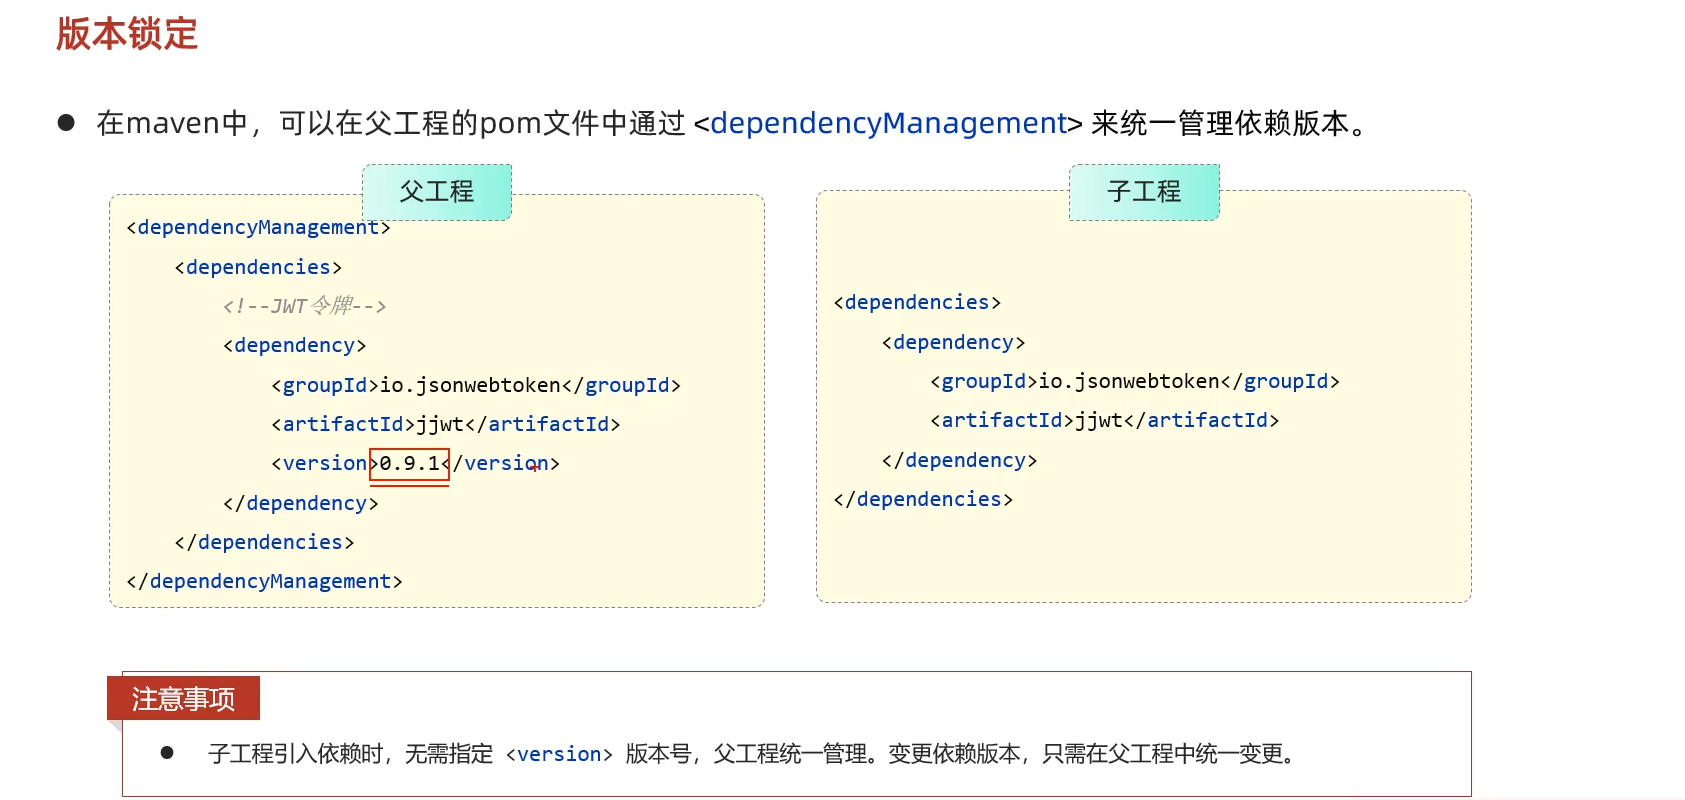 版本锁定
● 在maven中，可以在父工程的pom文件中通过 <dependencyManagement> 来统一管理依赖版本。
父工程
<dependencyManagement>
<dependencies>
<!--JWT令牌-->
<dependency>
<groupId>io.jsonwebtoken</groupId>
<artifactId>jjwt</artifactId>
<version>0.9.1</version>
</dependency>
</dependencies>
</dependencyManagement>
子工程
<dependencies>
<dependency>
<groupId>io.jsonwebtoken</groupId>
<artifactId>jjwt</artifactId>
</dependency>
</dependencies>
注意事项
● 子工程引入依赖时，无需指定 <version> 版本号，父工程统一管理。变更依赖版本，只需在父工程中统一变更。